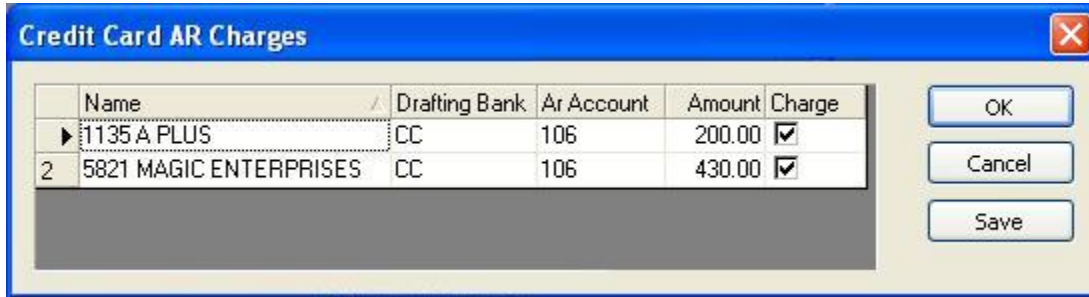 Credit Card AR Charges
Name Drafting Bank Ar Account Amount Charge
1135 A PLUS CC 106 200.00
2 5821 MAGIC ENTERPRISES CC 106 430.00
OK
Cancel
Save